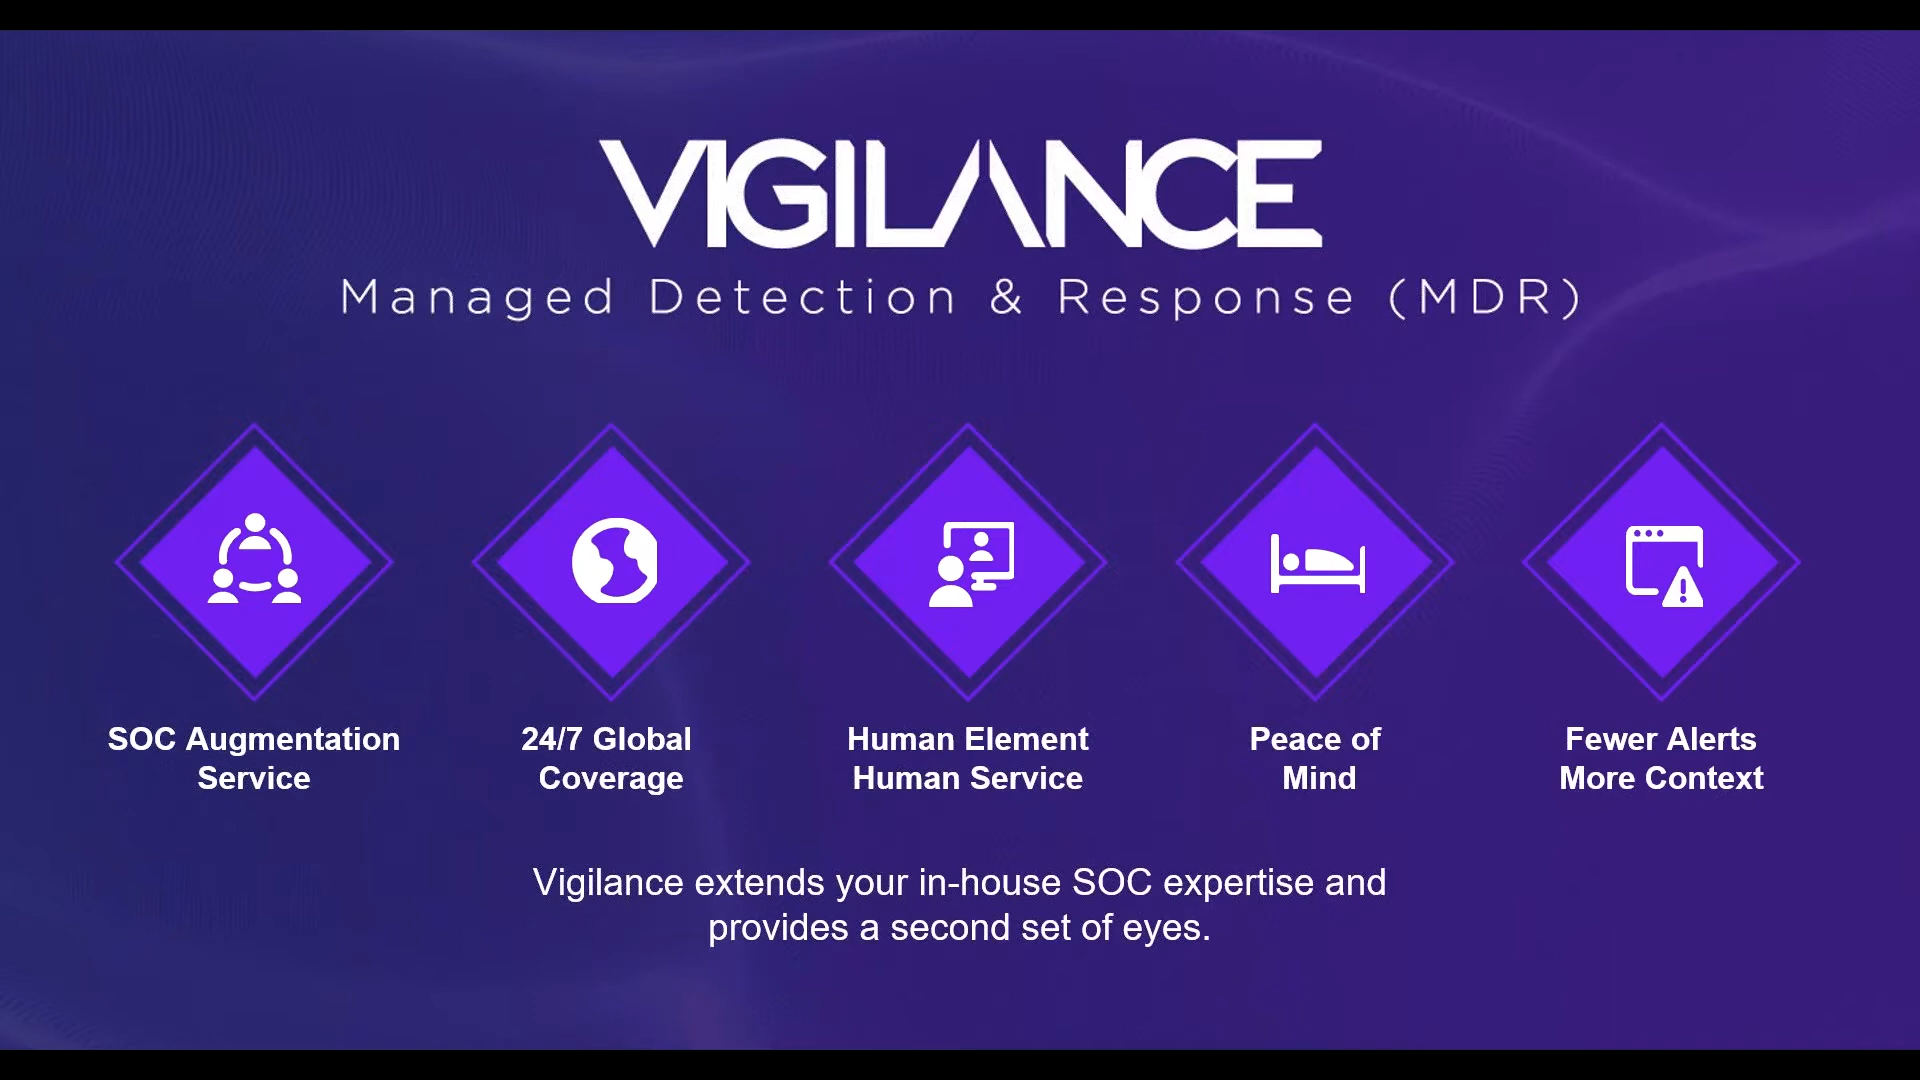 VIGILANCE
Managed Detection & Response (MDR)
SOC Augmentation
Service
24/7 Global
Coverage
Human Element
Human Service
Peace of
Mind
Fewer Alerts
More Context
Vigilance extends your in-house SOC expertise and
provides a second set of eyes.